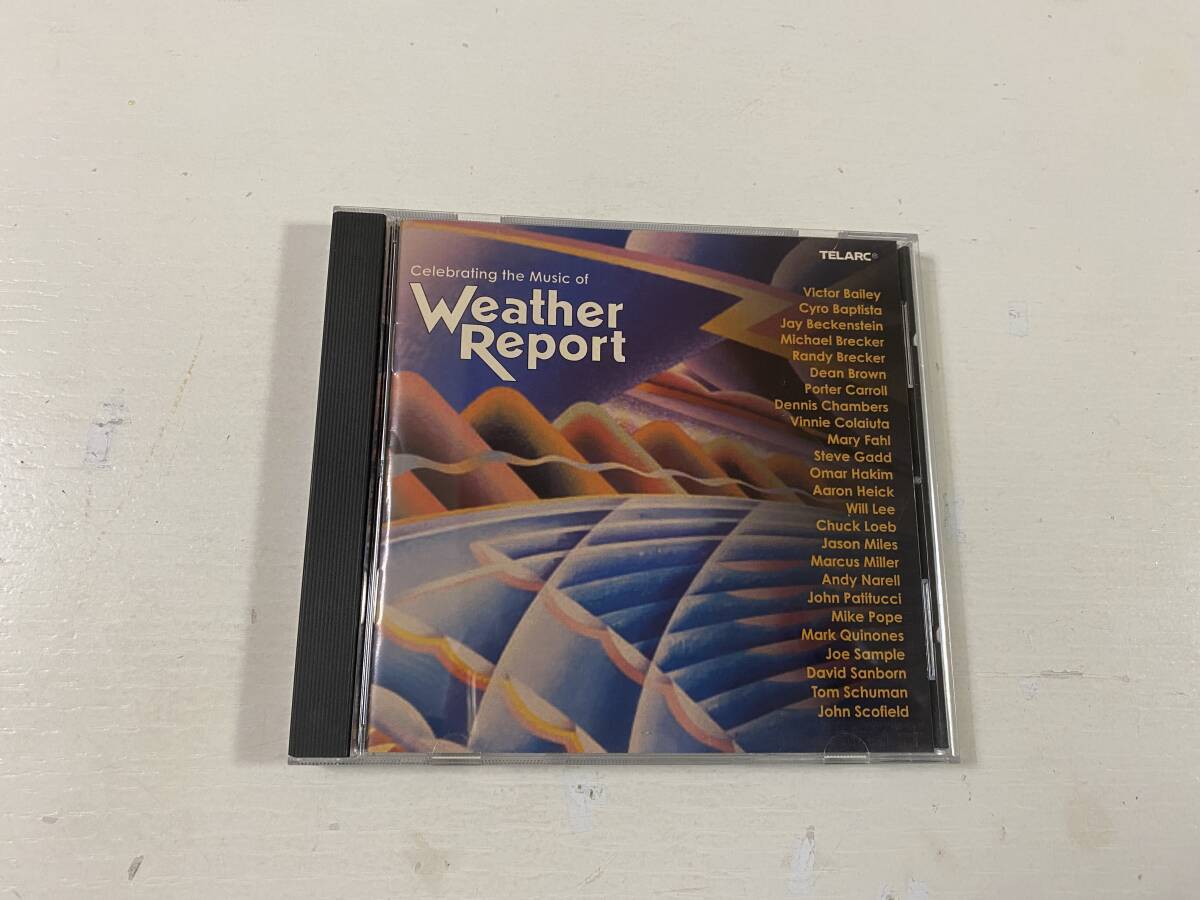 TELARC®
Celebrating the Music of
Weather
Report
Victor Bailey
Cyro Baptista
Jay Beckenstein
Michael Brecker
Randy Brecker
Dean Brown
Porter Carroll
Dennis Chambers
Vinnie Colaiuta
Mary Fahl
Steve Gadd
Omar Hakim
Aaron Heick
Will Lee
Chuck Loeb
Jason Miles
Marcus Miller
Andy Narell
John Patitucci
Mike Pope
Mark Quinones
Joe Sample
David Sanborn
Tom Schuman
John Scofield